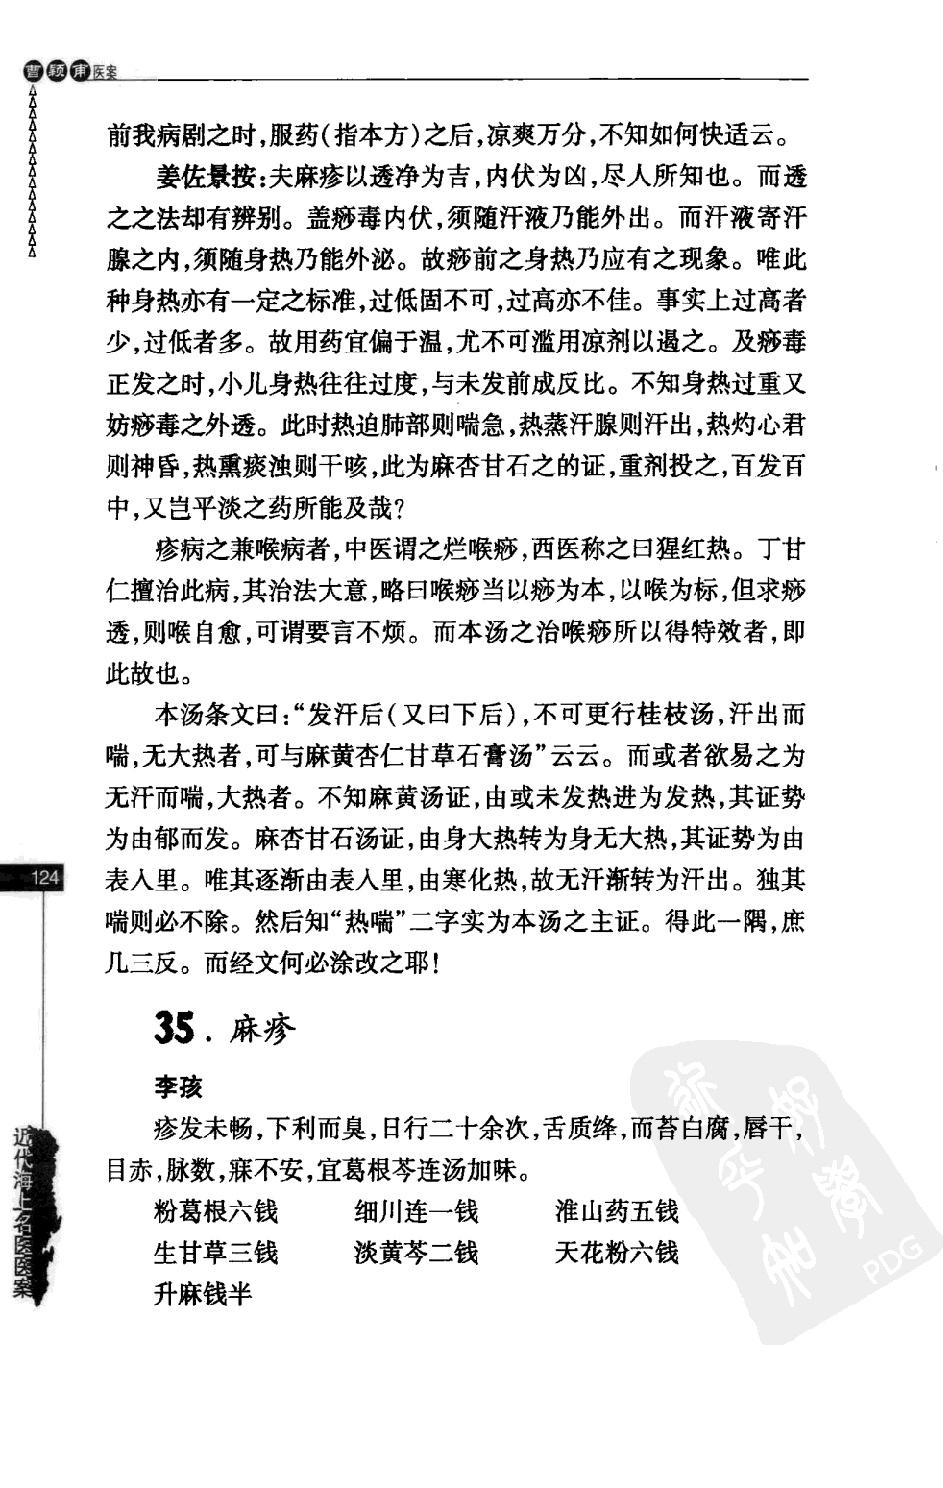 曹颖甫医案
前我病剧之时,服药(指本方)之后,凉爽万分,不知如何快适云。
姜佐景按:夫麻疹以透净为吉,内伏为凶,尽人所知也。而透
之之法却有辨别。盖痧毒内伏,须随汗液乃能外出。而汗液寄汗
腺之内,须随身热乃能外泌。故痧前之身热乃应有之现象。唯此
种身热亦有一定之标准,过低固不可,过高亦不佳。事实上过高者
少,过低者多。故用药宜偏于温,尤不可滥用凉剂以遏之。及痧毒
正发之时,小儿身热往往过度,与未发前成反比。不知身热过重又
妨痧毒之外透。此时热迫肺部则喘急,热蒸汗腺则汗出,热灼心君
则神昏,热熏痰浊则干咳,此为麻杏甘石之的证,重剂投之,百发百
中,又岂平淡之药所能及哉?
疹病之兼喉病者,中医谓之烂喉痧,西医称之曰猩红热。丁甘
仁擅治此病,其治法大意,略曰喉痧当以痧为本,以喉为标,但求痧
透,则喉自愈,可谓要言不烦。而本汤之治喉痧所以得特效者,即
此故也。
本汤条文曰:“发汗后(又曰下后),不可更行桂枝汤,汗出而
喘,无大热者,可与麻黄杏仁甘草石膏汤”云云。而或者欲易之为
无汗而喘,大热者。不知麻黄汤证,由或未发热进为发热,其证势
为由郁而发。麻杏甘石汤证,由身大热转为身无大热,其证势为由
表人里。唯其逐渐由表人里,由寒化热,故无汗渐转为汗出。独其
喘则必不除。然后知“热喘”二字实为本汤之主证。得此一隅,庶
几三反。而经文何必涂改之耶!
35.麻疹
李孩
疹发未畅,下利而臭,日行二十余次,舌质绛,而苔白腐,唇干,
目赤,脉数,寐不安,宜葛根芩连汤加味。
粉葛根六钱 细川连一钱 淮山药五钱
生甘草三钱 淡黄芩二钱 天花粉六钱
升麻钱半
124
近代海上名医医案
PDG